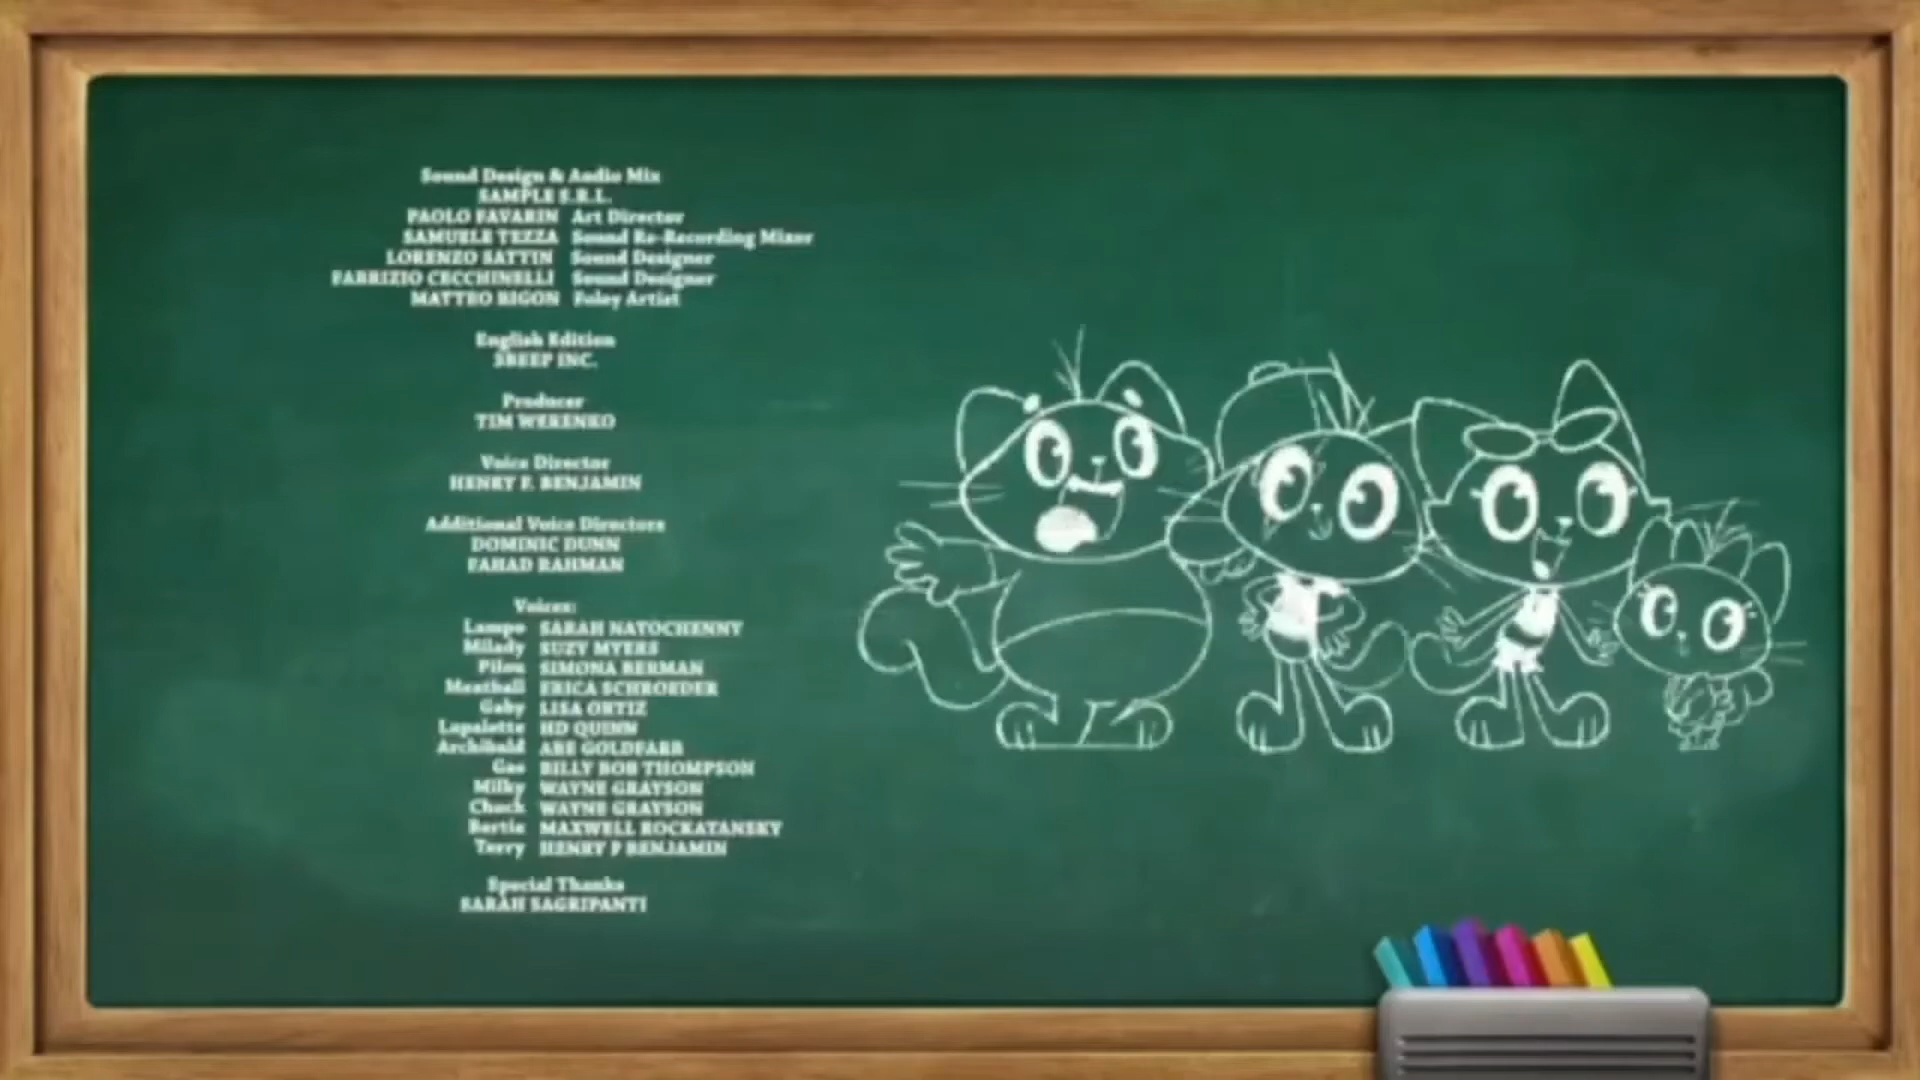 Sound Design & Audio Mix
SAMPLE S.R.L.
PAOLO FAVARIN Art Director
SAMUELE TEZZA Sound Re-Recording Mixer
LORENZO SATTIN Sound Designer
FABRIZIO CECCHINELLI Sound Designer
MATTEO BIGON Foley Artist
English Edition
3BEEP INC.
Producer
TIM WERENKO
Voice Director
HENRY P. BENJAMIN
Additional Voice Directors
DOMINIC DUNN
FAHAD RAHMAN
Voices:
Lampo SARAH NATOCHENNY
Milady SUZY MYERS
Pilou SIMONA BERMAN
Meatball ERICA SCHROEDER
Gaby LISA ORTIZ
Lapalette HD QUINN
Archibald ABE GOLDFARB
Gas BILLY BOB THOMPSON
Milky WAYNE GRAYSON
Chuck WAYNE GRAYSON
Bertie MAXWELL ROCKATANSKY
Terry HENRY P BENJAMIN
Special Thanks
SARAH SAGRIPANTI